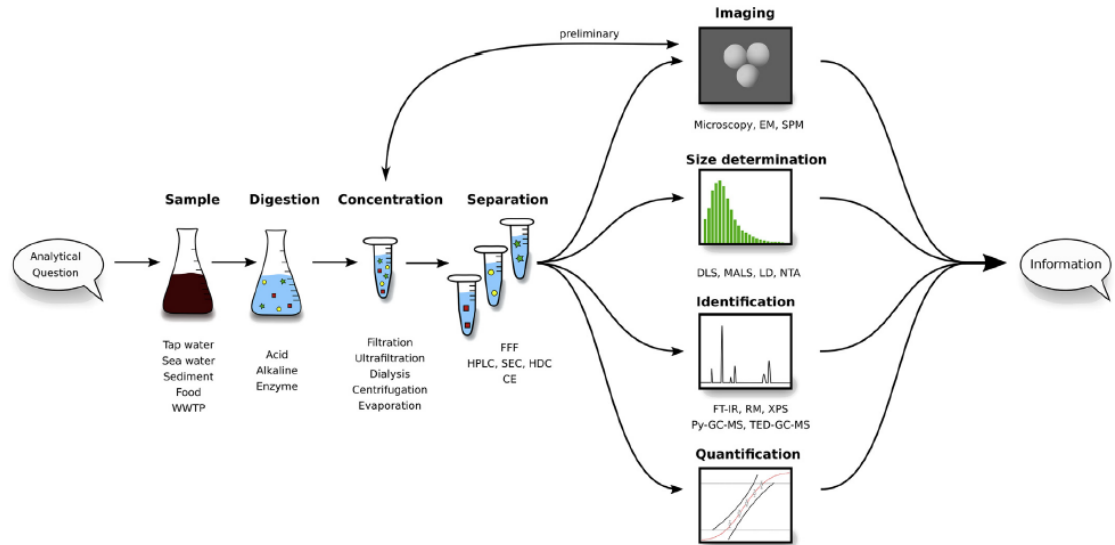 Imaging
preliminary
Microscopy, EM, SPM
Size determination
Sample
Digestion
Concentration
Separation
Analytical
Question
DLS, MALS, LD, NTA
Information
Identification
Tap water
Sea water
Sediment
Food
WWTP
Acid
Alkaline
Enzyme
Filtration
Ultrafiltration
Dialysis
Centrifugation
Evaporation
FFF
HPLC, SEC, HDC
CE
FT-IR, RM, XPS
Py-GC-MS, TED-GC-MS
Quantification